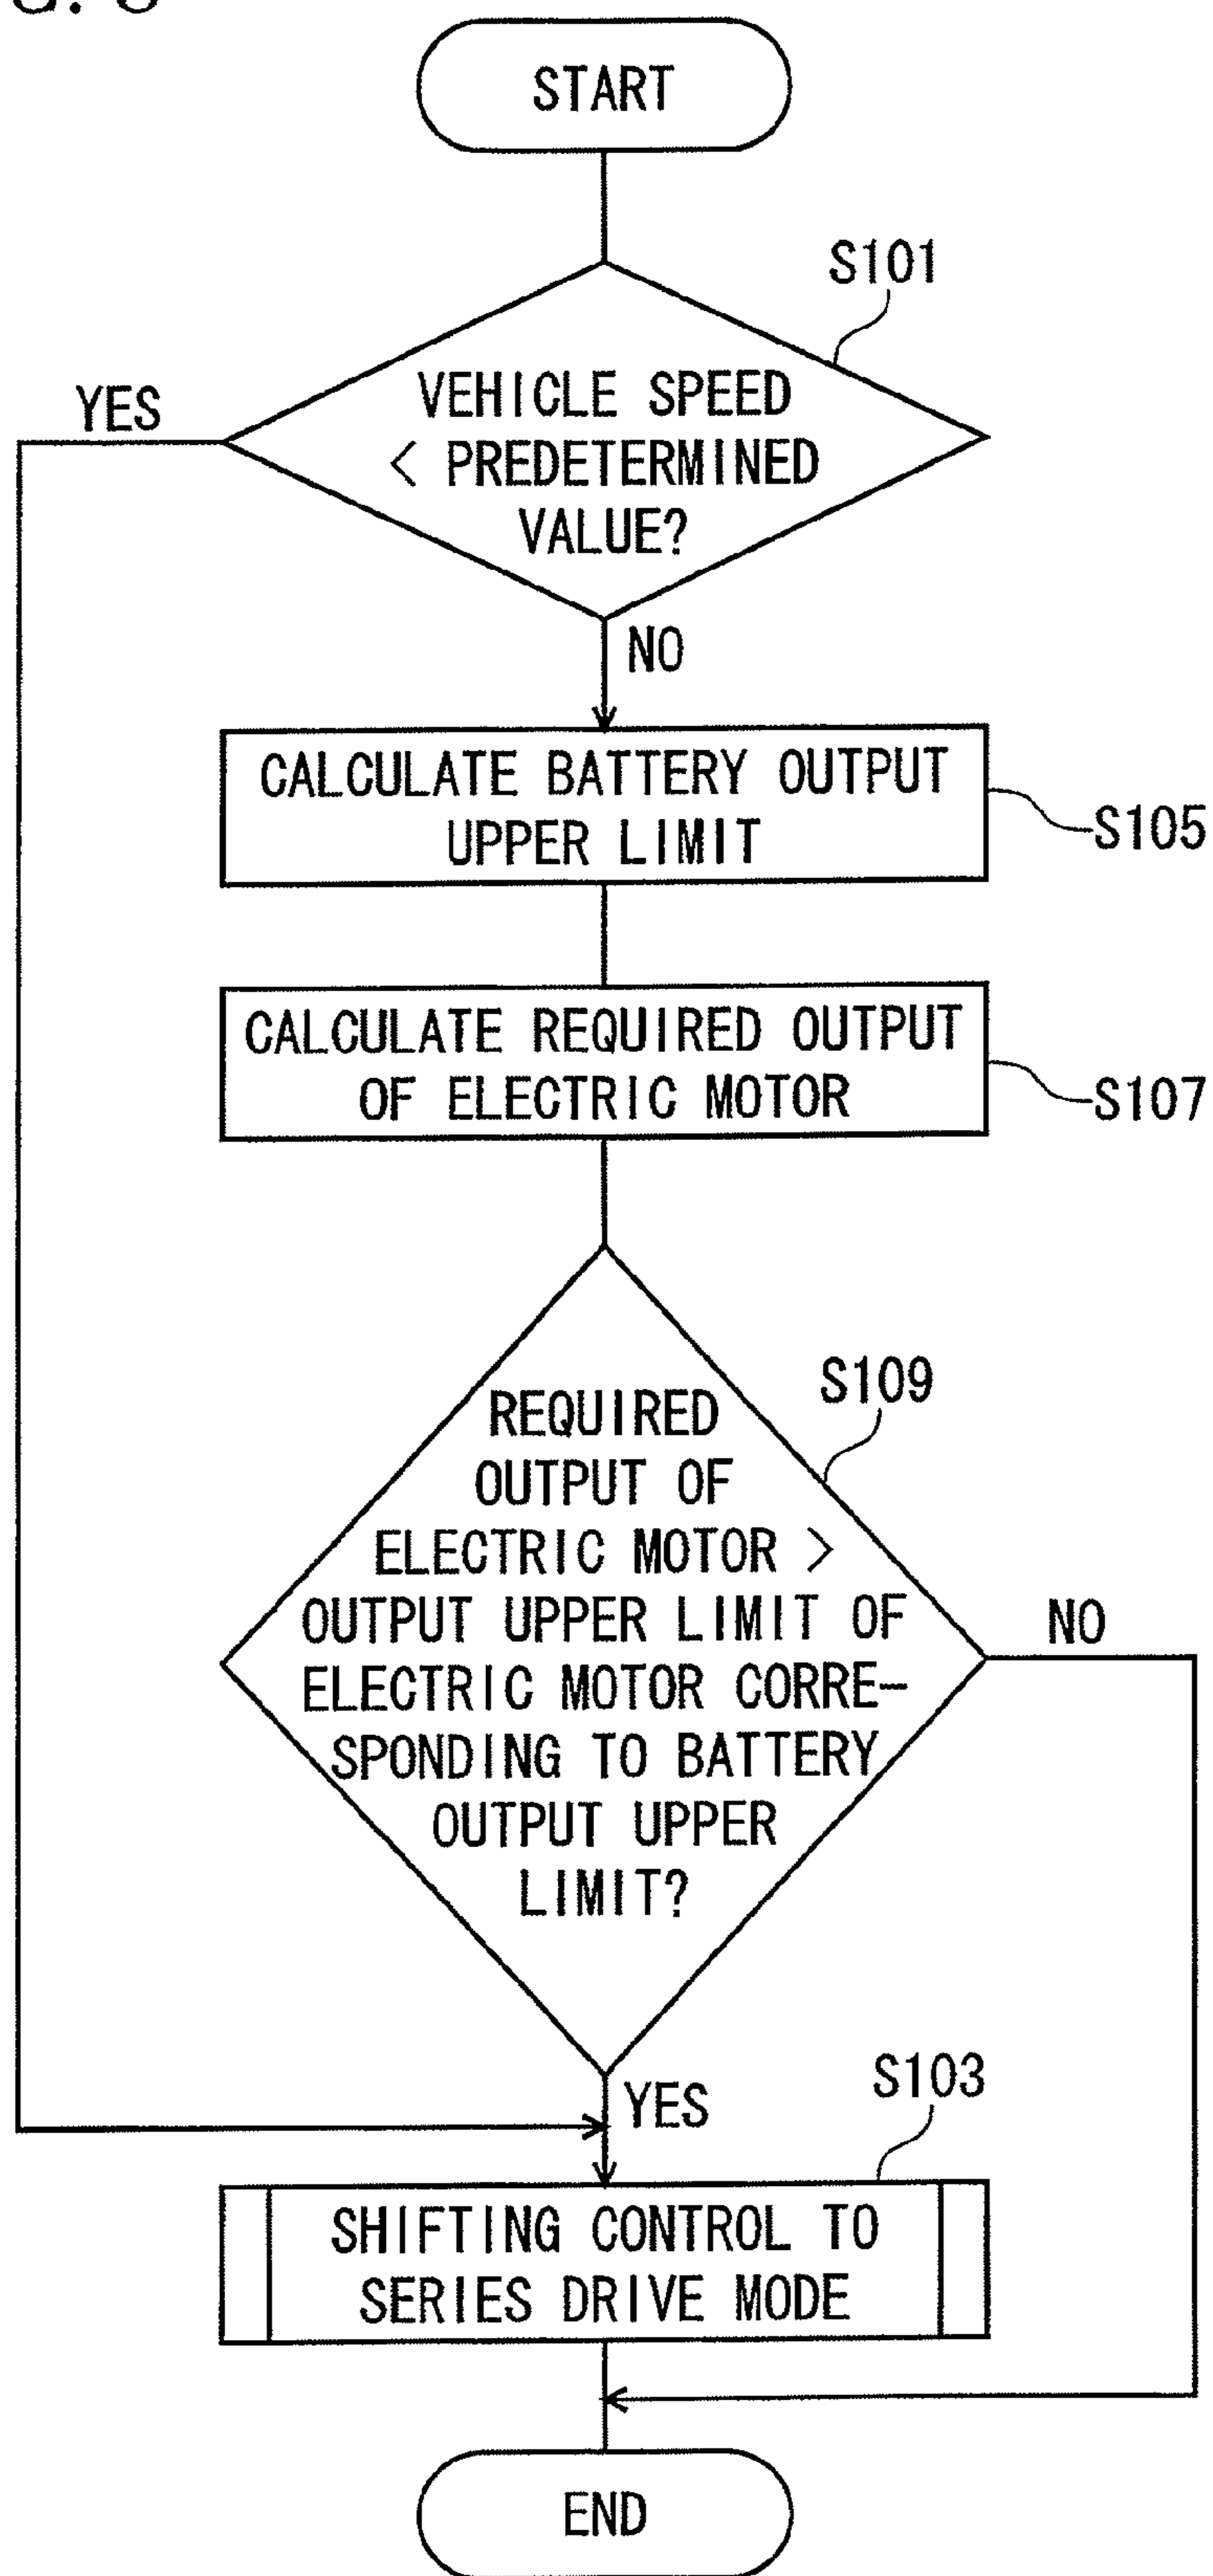 START
S101
YES
VEHICLE SPEED
< PREDETERMINED
VALUE?
NO
CALCULATE BATTERY OUTPUT
UPPER LIMIT
S105
CALCULATE REQUIRED OUTPUT
OF ELECTRIC MOTOR
S107
S109
REQUIRED
OUTPUT OF
ELECTRIC MOTOR >
OUTPUT UPPER LIMIT OF
ELECTRIC MOTOR CORRE-
SPONDING TO BATTERY
OUTPUT UPPER
LIMIT?
NO
YES
S103
SHIFTING CONTROL TO
SERIES DRIVE MODE
END